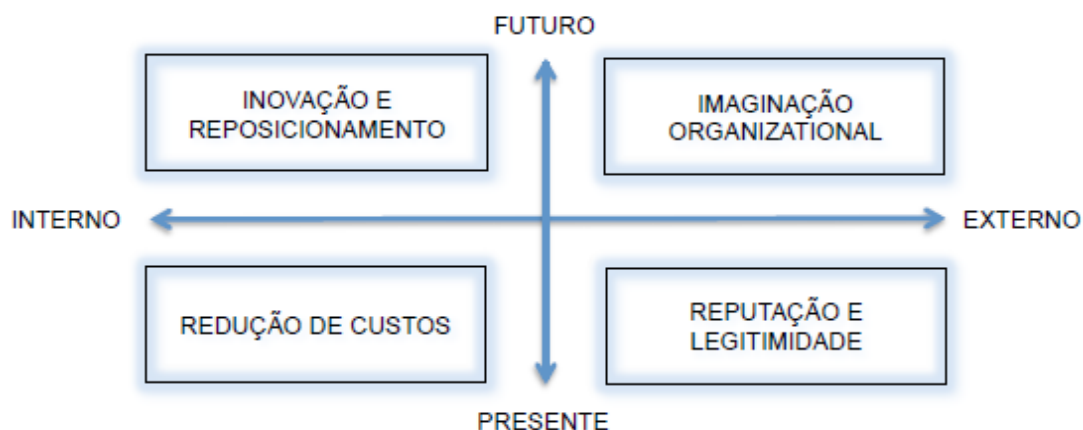 FUTURO
INOVAÇÃO E
REPOSICIONAMENTO
IMAGINAÇÃO
ORGANIZATIONAL
INTERNO
EXTERNO
REDUÇÃO DE CUSTOS
REPUTAÇÃO E
LEGITIMIDADE
PRESENTE